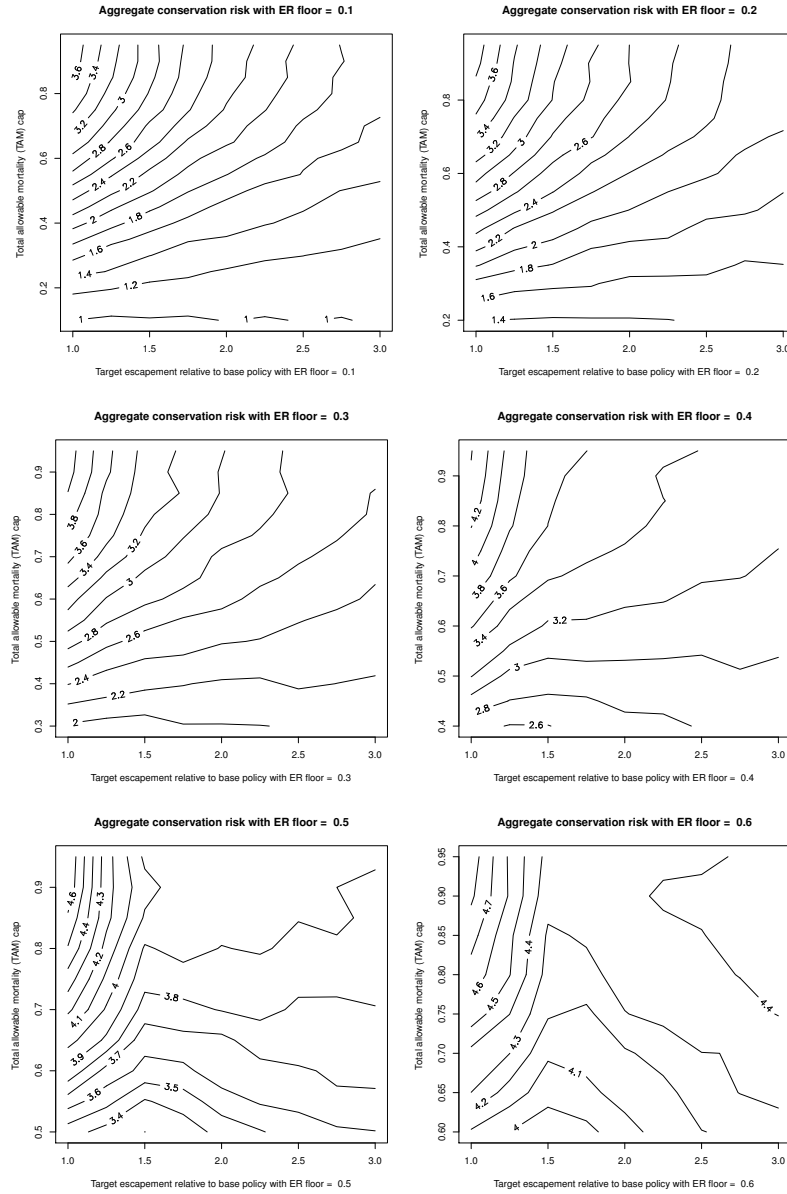 Aggregate conservation risk with ER floor = 0.1
Total allowable mortality (TAM) cap
0.2 0.4 0.6 0.8
3.6 3.4 3 3.2 2.8 2.6 2.4 2.2 2 1.8 1.6 1.4 1.2 1 1 1
1.0 1.5 2.0 2.5 3.0
Target escapement relative to base policy with ER floor = 0.1
Aggregate conservation risk with ER floor = 0.2
Total allowable mortality (TAM) cap
0.2 0.4 0.6 0.8
3.6 3.4 3.2 3 2.6 2.8 2.4 2.2 2 1.8 1.6 1.4
1.0 1.5 2.0 2.5 3.0
Target escapement relative to base policy with ER floor = 0.2
Aggregate conservation risk with ER floor = 0.3
Total allowable mortality (TAM) cap
0.3 0.4 0.5 0.6 0.7 0.8 0.9
3.8 3.6 3.2 3.4 3 2.8 2.6 2.4 2.2 2
1.0 1.5 2.0 2.5 3.0
Target escapement relative to base policy with ER floor = 0.3
Aggregate conservation risk with ER floor = 0.4
Total allowable mortality (TAM) cap
0.4 0.5 0.6 0.7 0.8 0.9
4.2 4 3.8 3.6 3.4 3.2 3 2.8 2.6
1.0 1.5 2.0 2.5 3.0
Target escapement relative to base policy with ER floor = 0.4
Aggregate conservation risk with ER floor = 0.5
Total allowable mortality (TAM) cap
0.5 0.6 0.7 0.8 0.9
4.6 4.3 4.4 4.2 4 4.1 3.8 3.9 3.7 3.6 3.5 3.4
1.0 1.5 2.0 2.5 3.0
Target escapement relative to base policy with ER floor = 0.5
Aggregate conservation risk with ER floor = 0.6
Total allowable mortality (TAM) cap
0.60 0.65 0.70 0.75 0.80 0.85 0.90 0.95
4.7 4.4 4.6 4.5 4.4 4.3 4.2 4.1 4
1.0 1.5 2.0 2.5 3.0
Target escapement relative to base policy with ER floor = 0.6